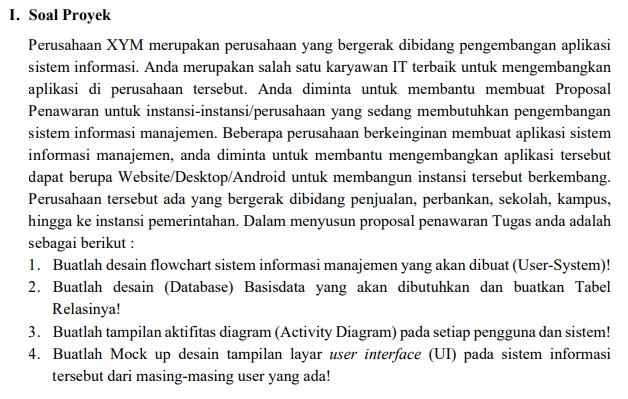 I. Soal Proyek
Perusahaan XYM merupakan perusahaan yang bergerak dibidang pengembangan aplikasi
sistem informasi. Anda merupakan salah satu karyawan IT terbaik untuk mengembangkan
aplikasi di perusahaan tersebut. Anda diminta untuk membantu membuat Proposal
Penawaran untuk instansi-instansi/perusahaan yang sedang membutuhkan pengembangan
sistem informasi manajemen. Beberapa perusahaan berkeinginan membuat aplikasi sistem
informasi manajemen, anda diminta untuk membantu mengembangkan aplikasi tersebut
dapat berupa Website/Desktop/Android untuk membangun instansi tersebut berkembang.
Perusahaan tersebut ada yang bergerak dibidang penjualan, perbankan, sekolah, kampus,
hingga ke instansi pemerintahan. Dalam menyusun proposal penawaran Tugas anda adalah
sebagai berikut :
1. Buatlah desain flowchart sistem informasi manajemen yang akan dibuat (User-System)!
2. Buatlah desain (Database) Basisdata yang akan dibutuhkan dan buatkan Tabel
Relasinya!
3. Buatlah tampilan aktifitas diagram (Activity Diagram) pada setiap pengguna dan sistem!
4. Buatlah Mock up desain tampilan layar user interface (UI) pada sistem informasi
tersebut dari masing-masing user yang ada!